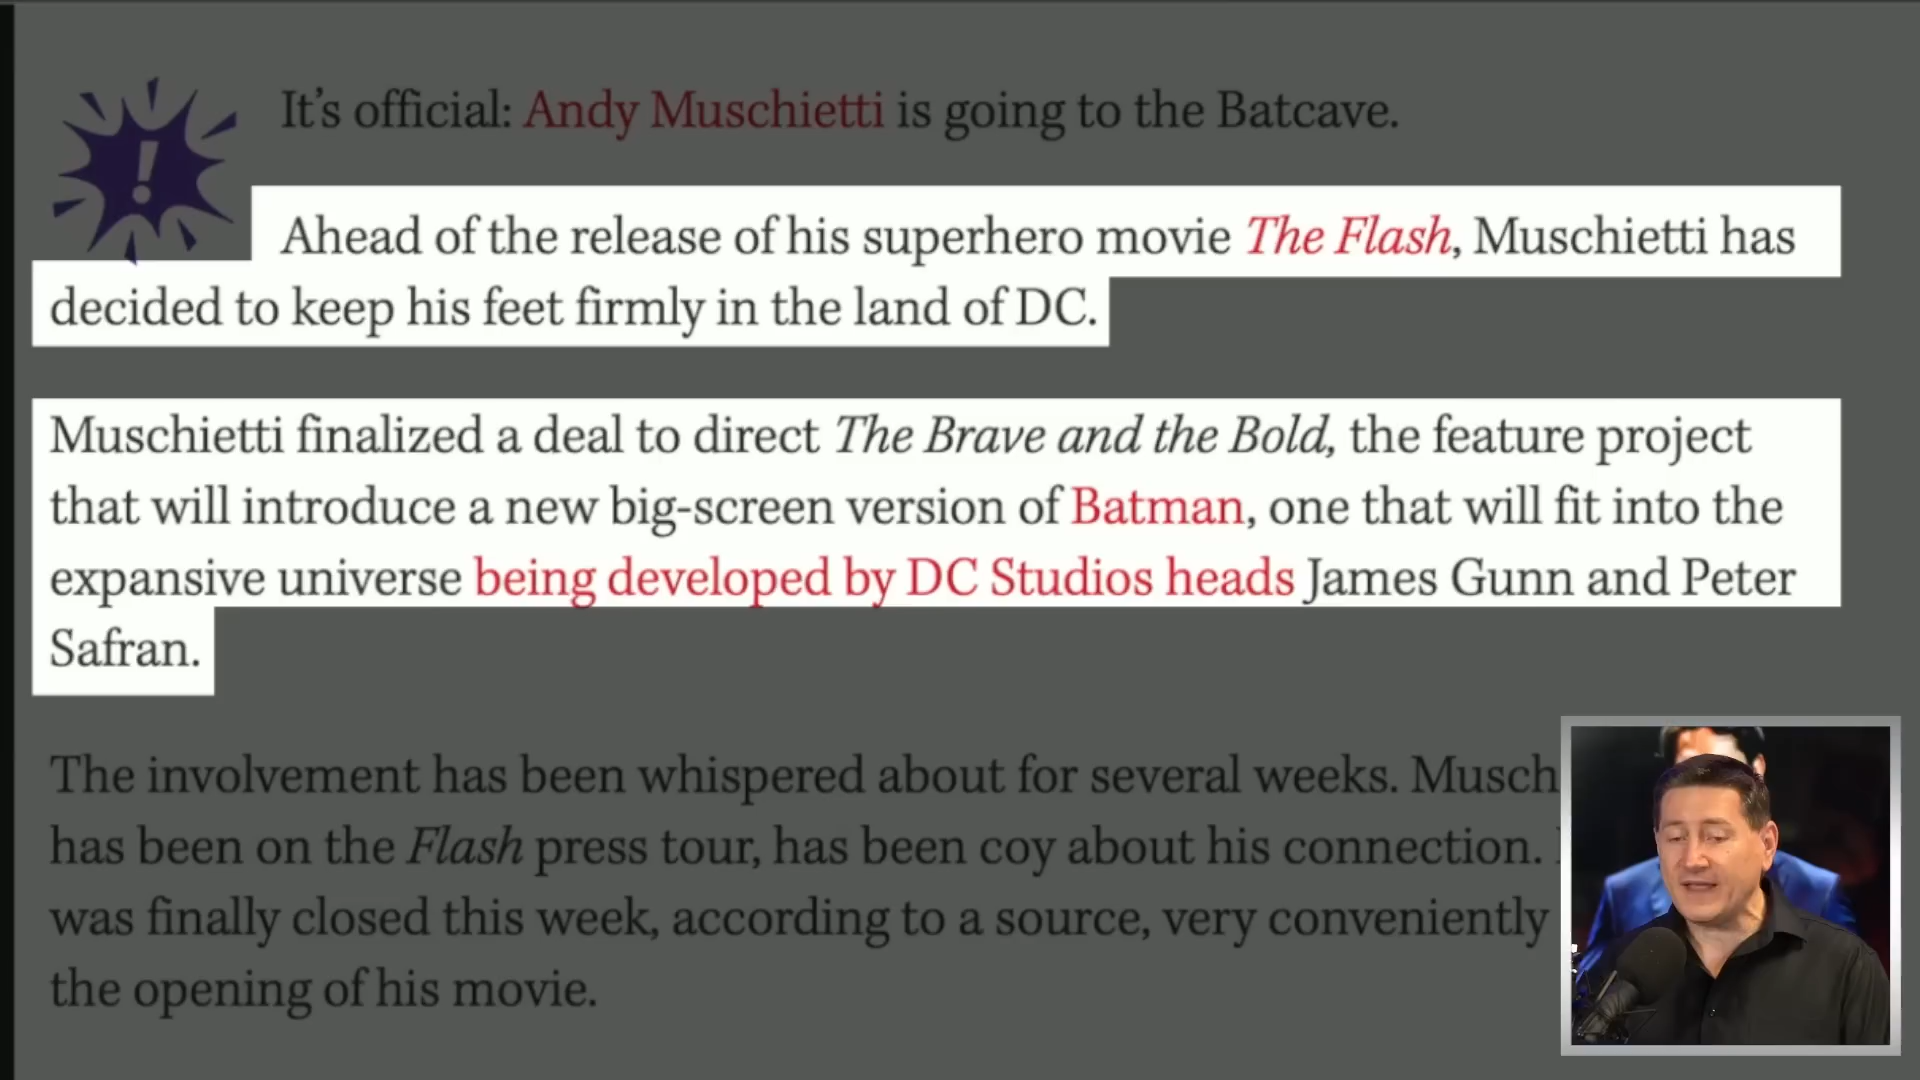 It's official: Andy Muschietti is going to the Batcave.
Ahead of the release of his superhero movie The Flash, Muschietti has
decided to keep his feet firmly in the land of DC.
Muschietti finalized a deal to direct The Brave and the Bold, the feature project
that will introduce a new big-screen version of Batman, one that will fit into the
expansive universe being developed by DC Studios heads James Gunn and Peter
Safran.
The involvement has been whispered about for several weeks. Musch
has been on the Flash press tour, has been coy about his connection.
was finally closed this week, according to a source, very conveniently
the opening of his movie.